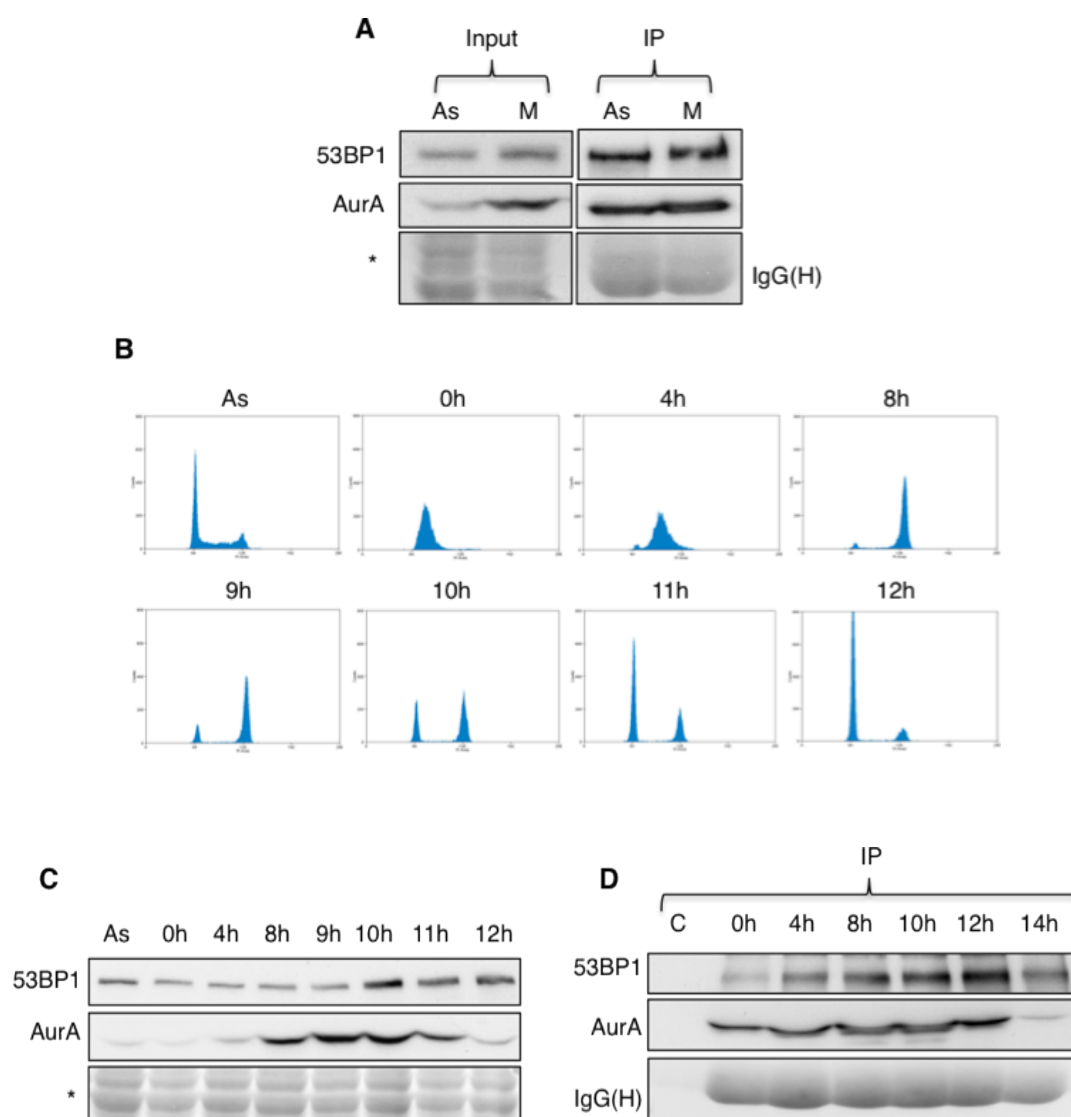 A
Input IP
As M As M
53BP1
AurA
*
IgG(H)
B
As 0h 4h 8h
9h 10h 11h 12h
C
As 0h 4h 8h 9h 10h 11h 12h
53BP1
AurA
*
D
IP
C 0h 4h 8h 10h 12h 14h
53BP1
AurA
IgG(H)